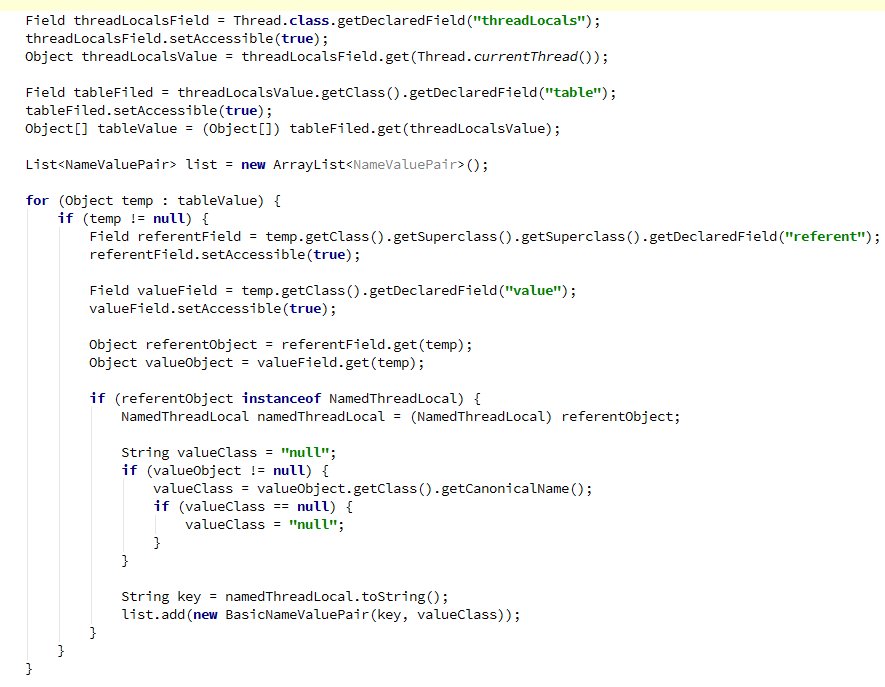 Field threadLocalsField = Thread.class.getDeclaredField("threadLocals");
threadLocalsField.setAccessible(true);
Object threadLocalsValue = threadLocalsField.get(Thread.currentThread());
Field tableFiled = threadLocalsValue.getClass().getDeclaredField("table");
tableFiled.setAccessible(true);
Object[] tableValue = (Object[]) tableFiled.get(threadLocalsValue);
List<NameValuePair> list = new ArrayList<NameValuePair>();
for (Object temp : tableValue) {
if (temp != null) {
Field referentField = temp.getClass().getSuperclass().getSuperclass().getDeclaredField("referent");
referentField.setAccessible(true);
Field valueField = temp.getClass().getDeclaredField("value");
valueField.setAccessible(true);
Object referentObject = referentField.get(temp);
Object valueObject = valueField.get(temp);
if (referentObject instanceof NamedThreadLocal) {
NamedThreadLocal namedThreadLocal = (NamedThreadLocal) referentObject;
String valueClass = "null";
if (valueObject != null) {
valueClass = valueObject.getClass().getCanonicalName();
if (valueClass == null) {
valueClass = "null";
}
}
String key = namedThreadLocal.toString();
list.add(new BasicNameValuePair(key, valueClass));
}
}
}